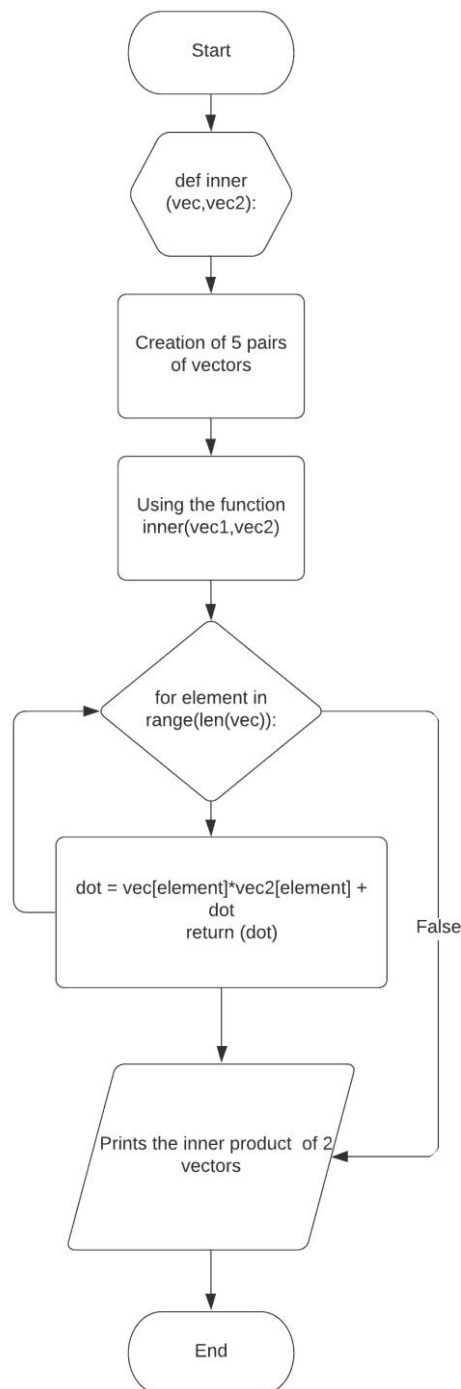 Start
def inner
(vec,vec2):
Creation of 5 pairs
of vectors
Using the function
inner(vec1,vec2)
for element in
range(len(vec)):
dot = vec[element]*vec2[element] +
dot
return (dot)
False
Prints the inner product  of 2
vectors
End